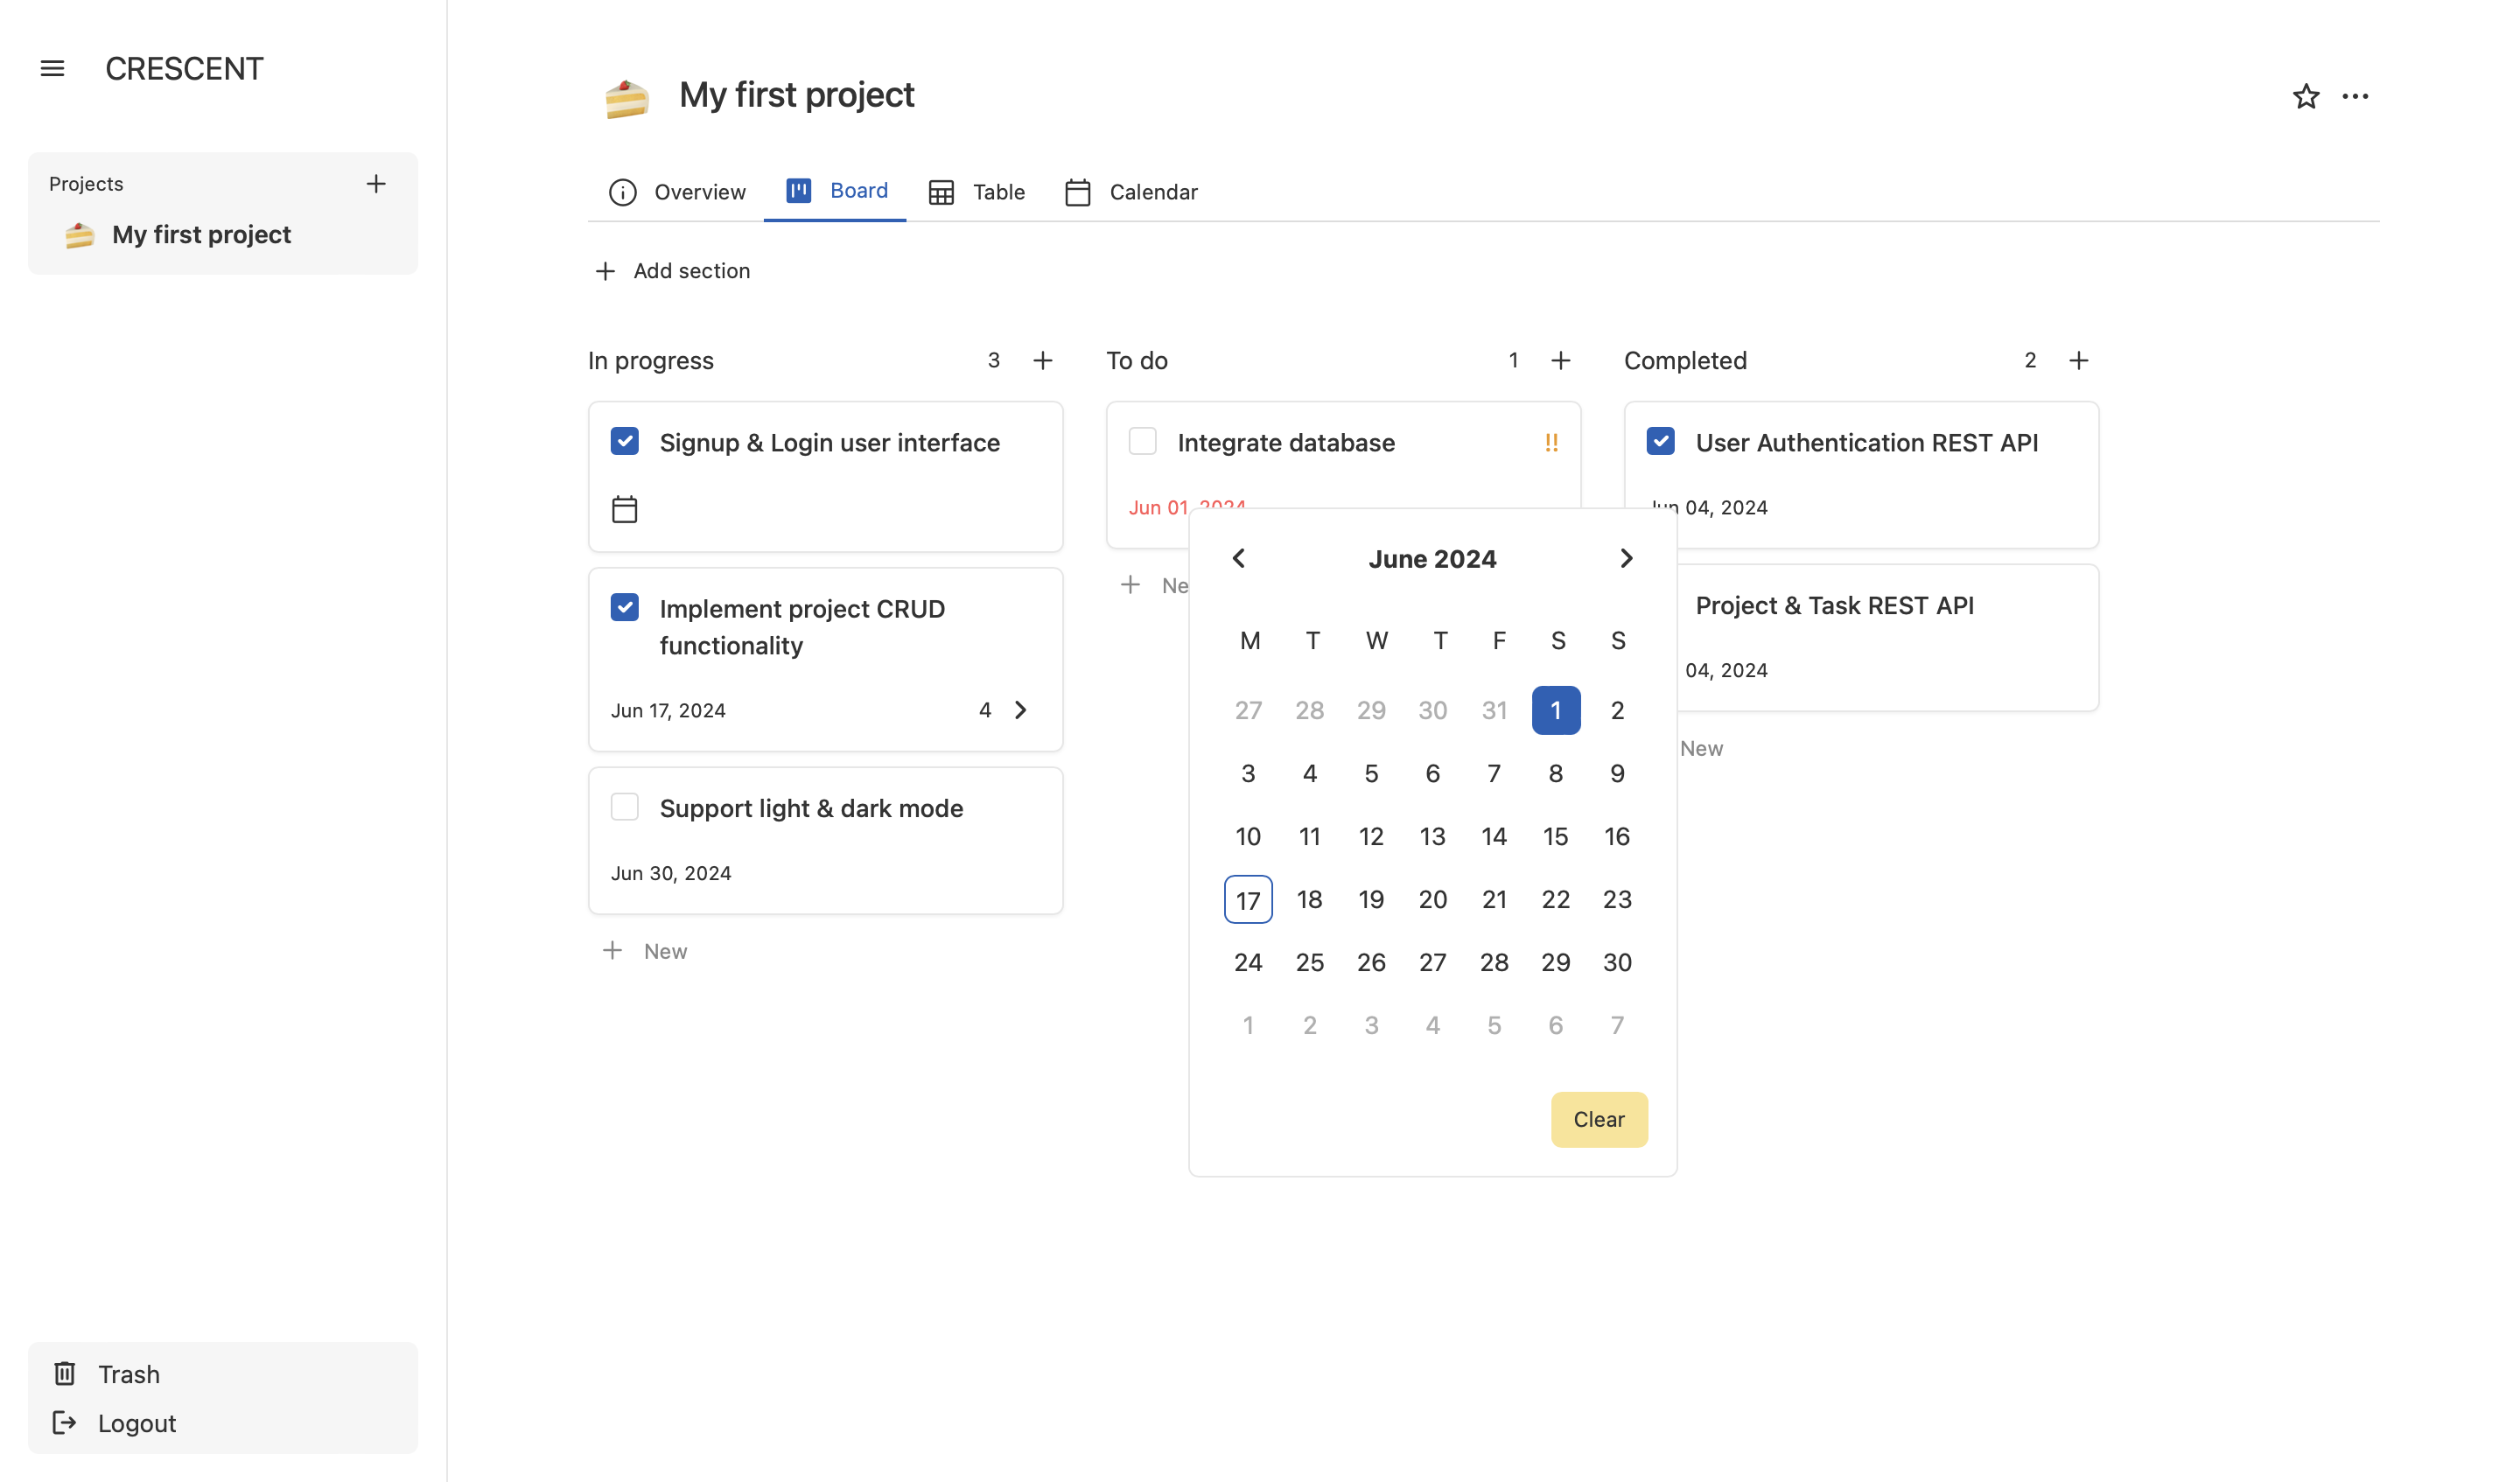 CRESCENT
Projects
My first project
Trash
Logout
My first project
Overview
Board
Table
Calendar
Add section
In progress
3
Signup & Login user interface
Implement project CRUD
functionality
Jun 17, 2024
4
Support light & dark mode
Jun 30, 2024
New
To do
1
Integrate database
!!
Jun 01, 2024
Ne
Completed
2
User Authentication REST API
Jun 04, 2024
Project & Task REST API
04, 2024
New
June 2024
M T W T F S S
27 28 29 30 31 1 2
3 4 5 6 7 8 9
10 11 12 13 14 15 16
17 18 19 20 21 22 23
24 25 26 27 28 29 30
1 2 3 4 5 6 7
Clear